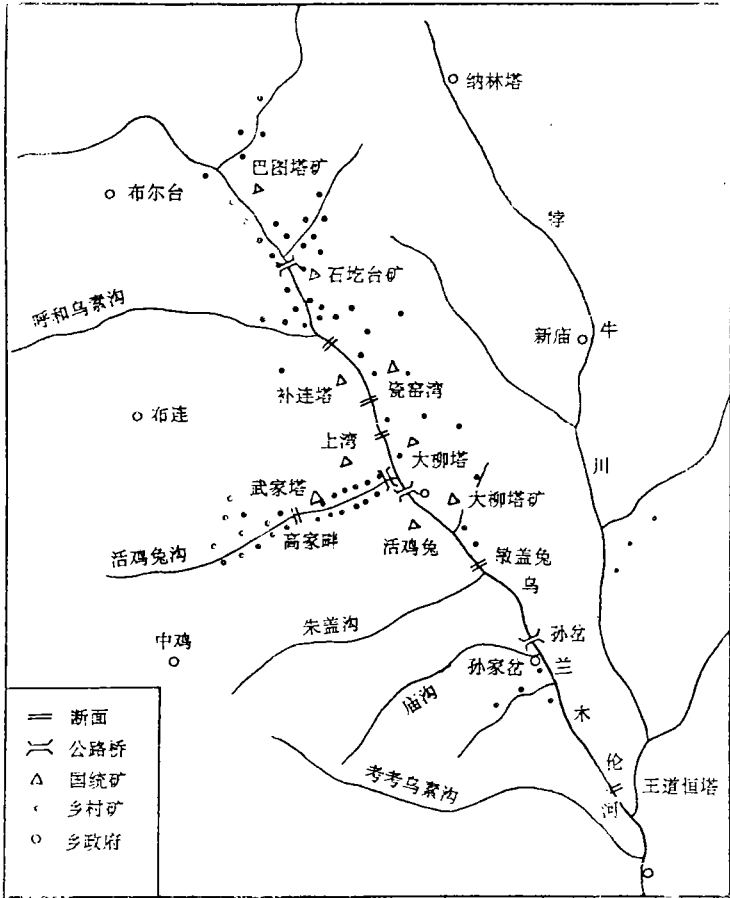 纳林塔
巴图塔矿
布尔台
牸
石圪台矿
呼和乌素沟
新庙
牛
补连塔
瓷窑湾
布连
上湾
大柳塔
川
武家塔
大柳塔矿
高家畔
活鸡兔
活鸡兔沟
敏盖兔
乌
朱盖沟
孙岔
中鸡
孙家岔
兰
庙沟
木
断面
公路桥
伦
考考乌素沟
王道恒塔
国统矿
河
乡村矿
乡政府